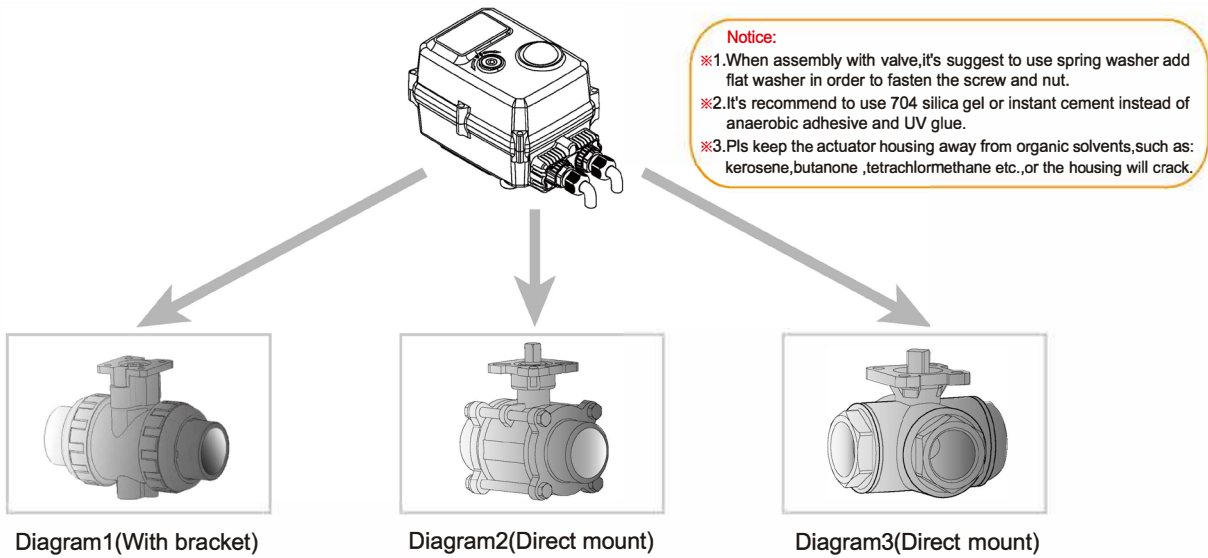 Notice:
※1.When assembly with valve,it's suggest to use spring washer add
flat washer in order to fasten the screw and nut.
※2.It's recommend to use 704 silica gel or instant cement instead of
anaerobic adhesive and UV glue.
※3.Pls keep the actuator housing away from organic solvents,such as:
kerosene,butanone ,tetrachlormethane etc.,or the housing will crack.
Diagram1(With bracket)
Diagram2(Direct mount)
Diagram3(Direct mount)